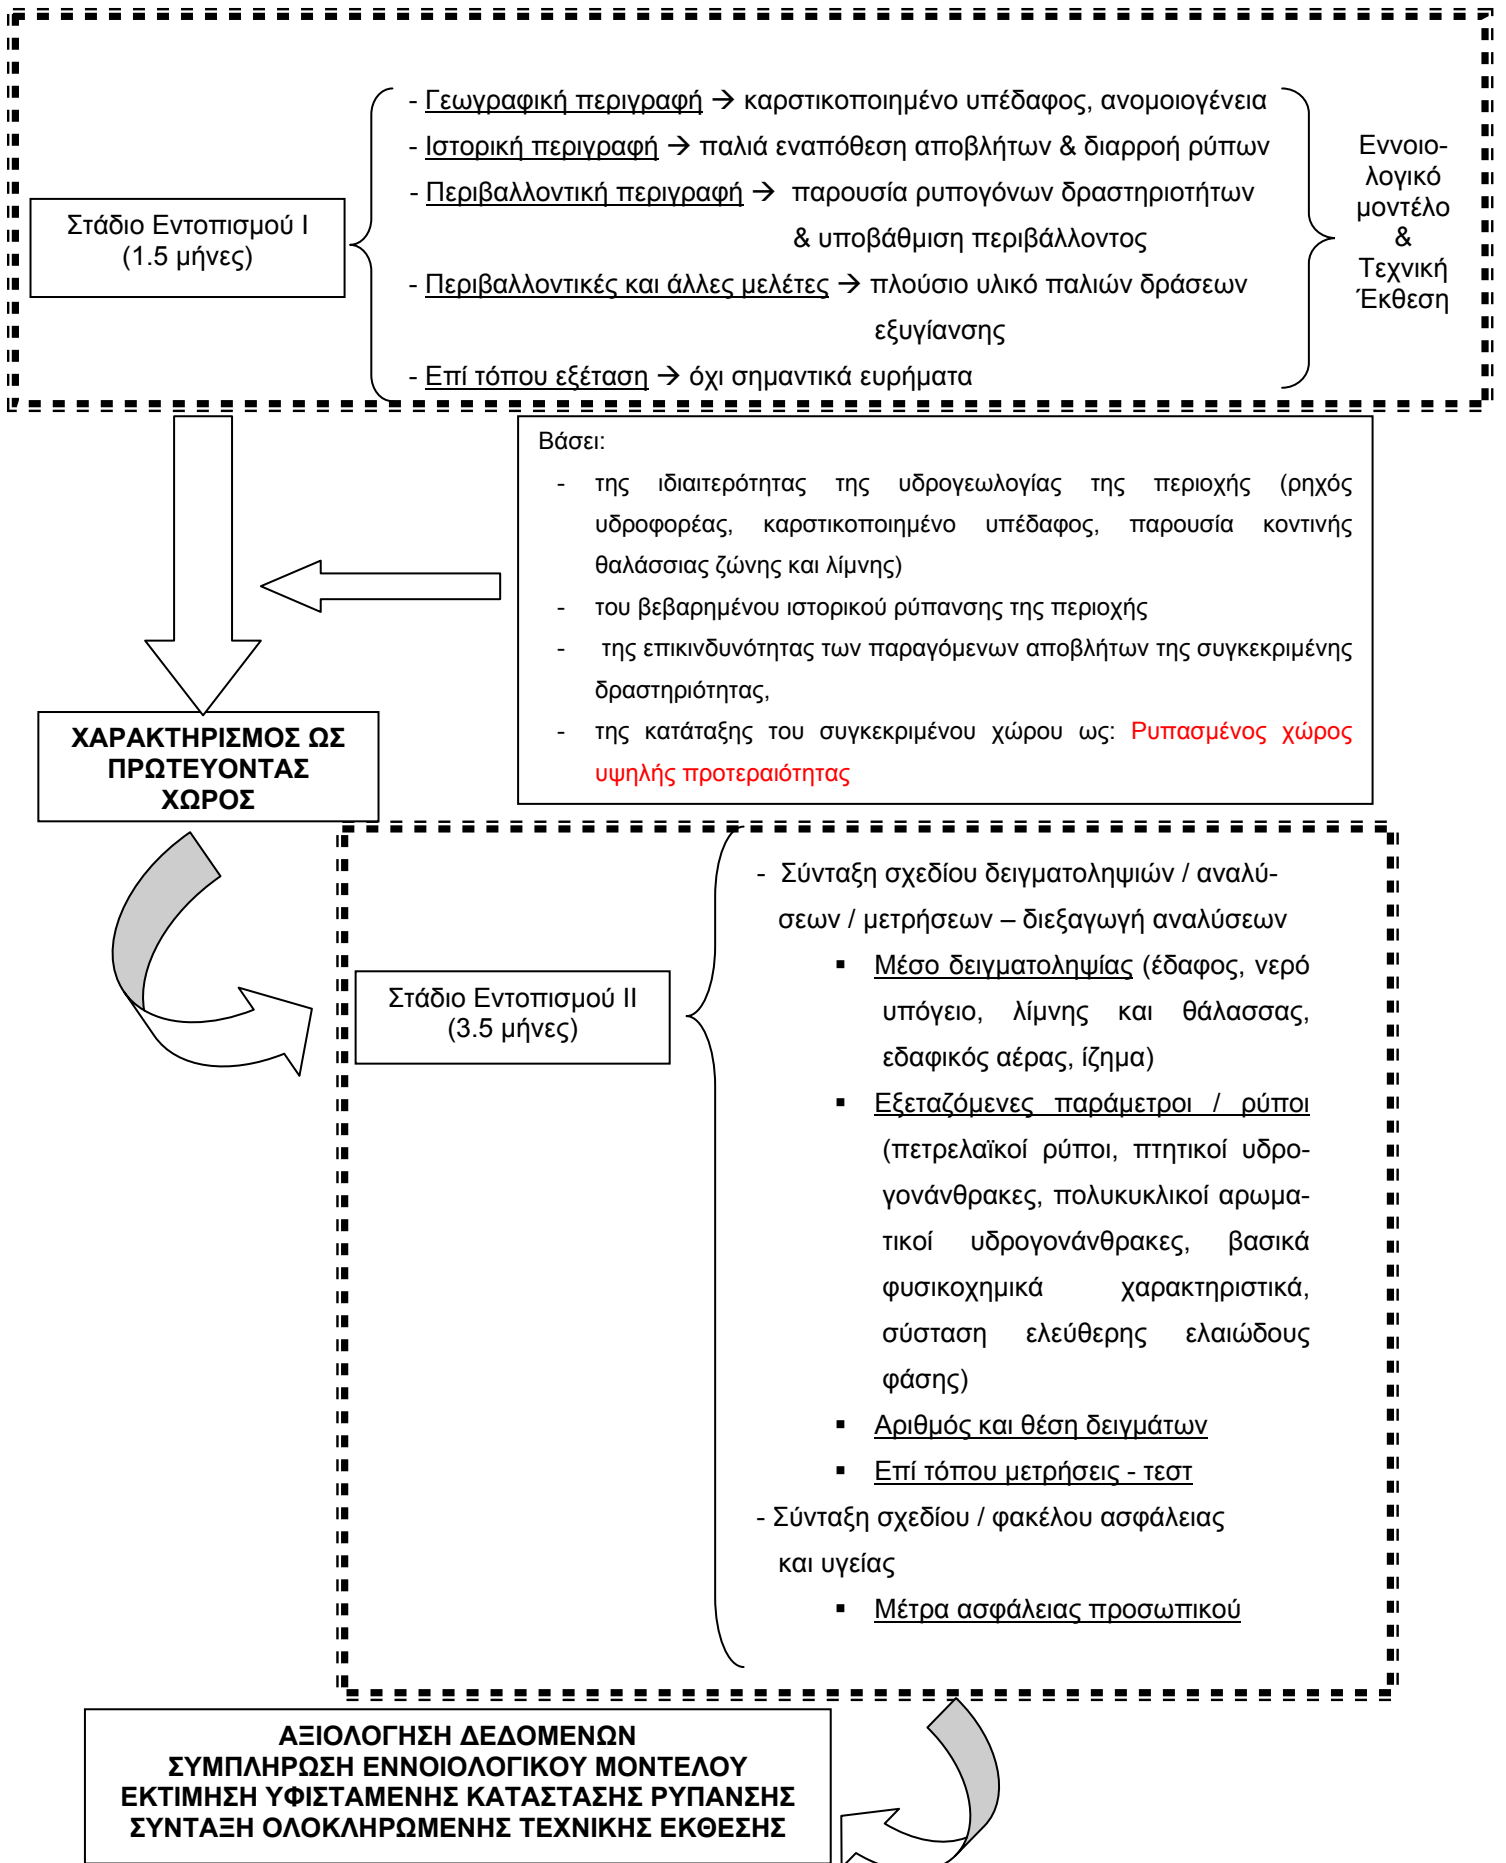 Στάδιο Εντοπισμού Ι
(1.5 μήνες)
- Γεωγραφική περιγραφή → καρστικοποιημένο υπέδαφος, ανομοιογένεια
- Ιστορική περιγραφή → παλιά εναπόθεση αποβλήτων & διαρροή ρύπων
- Περιβαλλοντική περιγραφή → παρουσία ρυπογόνων δραστηριοτήτων
& υποβάθμιση περιβάλλοντος
- Περιβαλλοντικές και άλλες μελέτες → πλούσιο υλικό παλιών δράσεων
εξυγίανσης
- Επί τόπου εξέταση → όχι σημαντικά ευρήματα
Εννοιο-
λογικό
μοντέλο
&
Τεχνική
Έκθεση
Βάσει:
- της ιδιαιτερότητας της υδρογεωλογίας της περιοχής (ρηχός
υδροφορέας, καρστικοποιημένο υπέδαφος, παρουσία κοντινής
θαλάσσιας ζώνης και λίμνης)
- του βεβαρημένου ιστορικού ρύπανσης της περιοχής
- της επικινδυνότητας των παραγόμενων αποβλήτων της συγκεκριμένης
δραστηριότητας,
- της κατάταξης του συγκεκριμένου χώρου ως: Ρυπασμένος χώρος
υψηλής προτεραιότητας
ΧΑΡΑΚΤΗΡΙΣΜΟΣ ΩΣ
ΠΡΩΤΕΥΟΝΤΑΣ
ΧΩΡΟΣ
Στάδιο Εντοπισμού ΙΙ
(3.5 μήνες)
- Σύνταξη σχεδίου δειγματοληψιών / αναλύ-
σεων / μετρήσεων – διεξαγωγή αναλύσεων
▪ Μέσο δειγματοληψίας (έδαφος, νερό
υπόγειο, λίμνης και θάλασσας,
εδαφικός αέρας, ίζημα)
▪ Εξεταζόμενες παράμετροι / ρύποι
(πετρελαϊκοί ρύποι, πτητικοί υδρο-
γονάνθρακες, πολυκυκλικοί αρωμα-
τικοί υδρογονάνθρακες, βασικά
φυσικοχημικά χαρακτηριστικά,
σύσταση ελεύθερης ελαιώδους
φάσης)
▪ Αριθμός και θέση δειγμάτων
▪ Επί τόπου μετρήσεις - τεστ
- Σύνταξη σχεδίου / φακέλου ασφάλειας
και υγείας
▪ Μέτρα ασφάλειας προσωπικού
ΑΞΙΟΛΟΓΗΣΗ ΔΕΔΟΜΕΝΩΝ
ΣΥΜΠΛΗΡΩΣΗ ΕΝΝΟΙΟΛΟΓΙΚΟΥ ΜΟΝΤΕΛΟΥ
ΕΚΤΙΜΗΣΗ ΥΦΙΣΤΑΜΕΝΗΣ ΚΑΤΑΣΤΑΣΗΣ ΡΥΠΑΝΣΗΣ
ΣΥΝΤΑΞΗ ΟΛΟΚΛΗΡΩΜΕΝΗΣ ΤΕΧΝΙΚΗΣ ΕΚΘΕΣΗΣ